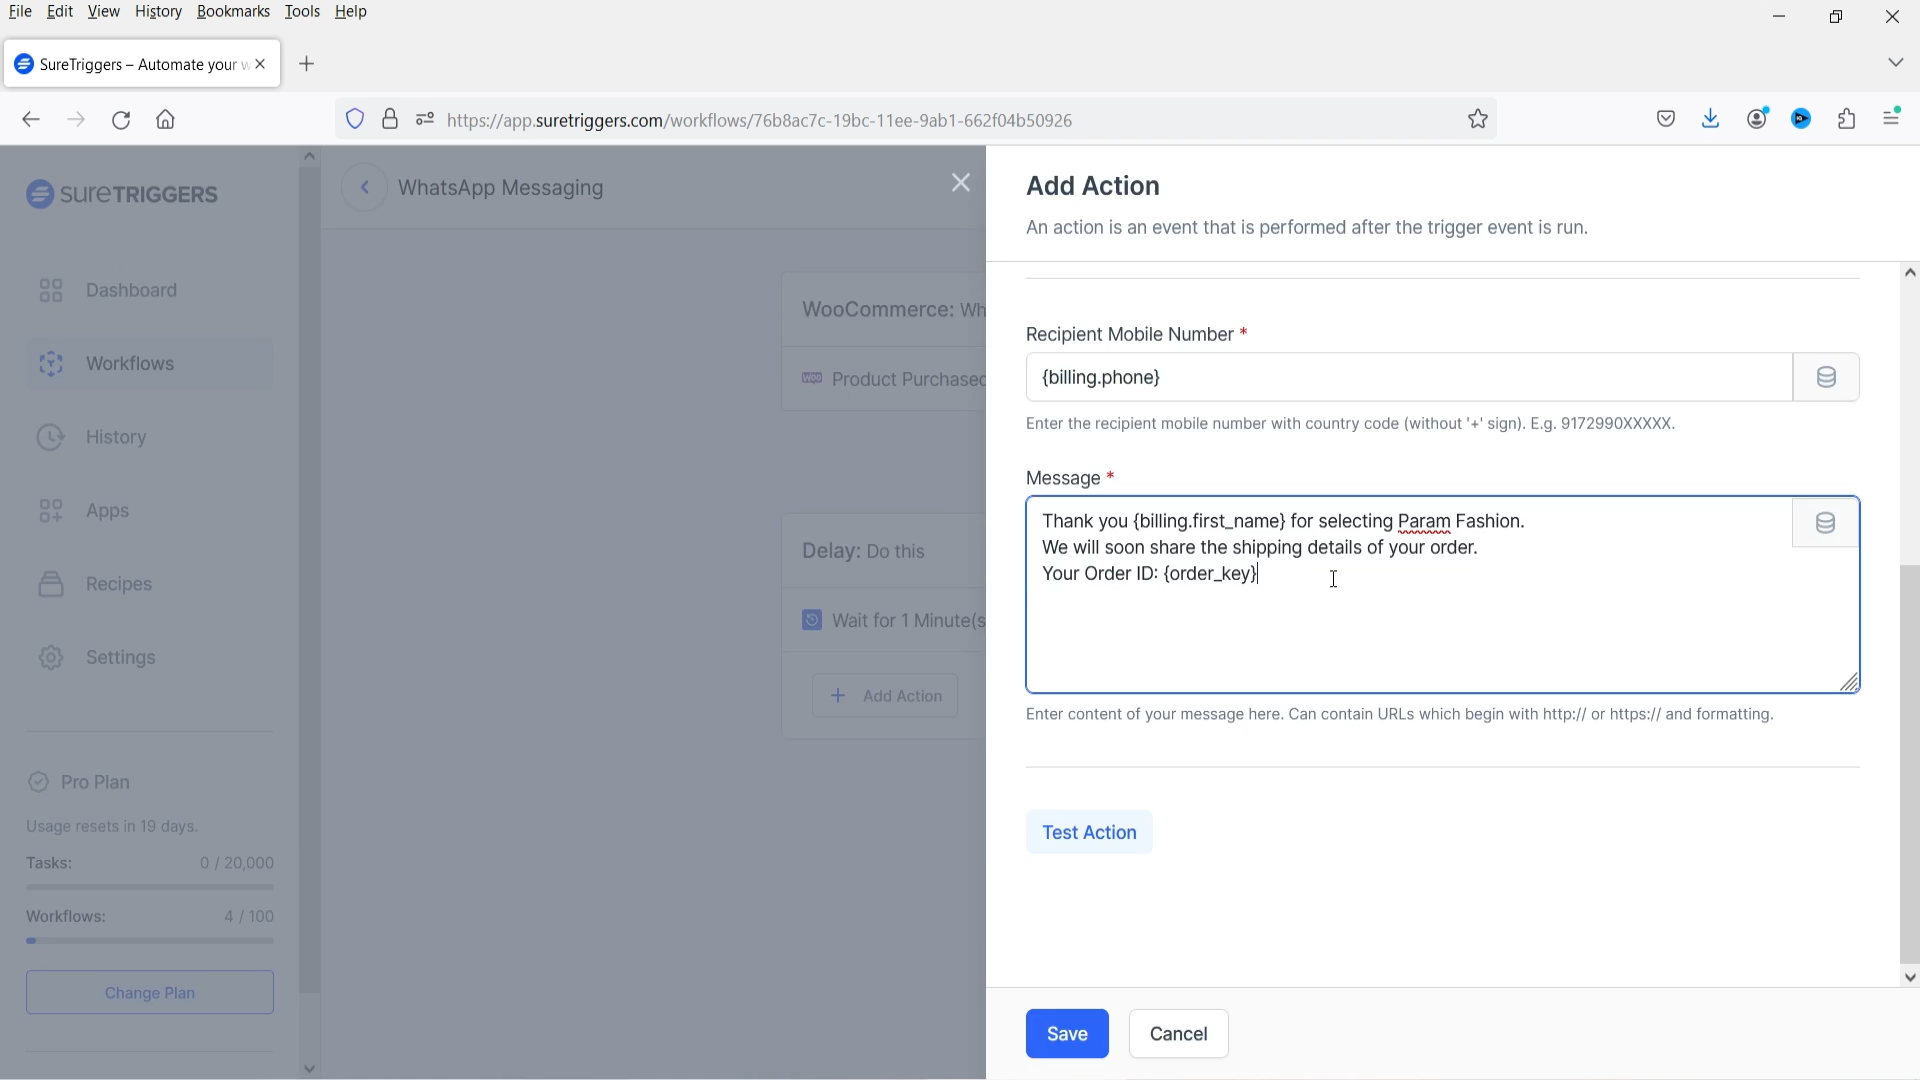 File Edit View History Bookmarks Tools Help
SureTriggers – Automate your w
https://app.suretriggers.com/workflows/76b8ac7c-19bc-11ee-9ab1-662f04b50926
SURETRIGGERS
Dashboard
Workflows
History
Apps
Recipes
Settings
Pro Plan
Usage resets in 19 days.
Tasks: 0 / 20,000
Workflows: 4 / 100
Change Plan
WhatsApp Messaging
WooCommerce: Wh
Woo Product Purchased
Delay: Do this
Wait for 1 Minute(s
+ Add Action
Add Action
An action is an event that is performed after the trigger event is run.
Recipient Mobile Number *
{billing.phone}
Enter the recipient mobile number with country code (without '+' sign). E.g. 9172990XXXXX.
Message *
Thank you {billing.first_name} for selecting Param Fashion.
We will soon share the shipping details of your order.
Your Order ID: {order_key}
Enter content of your message here. Can contain URLs which begin with http:// or https:// and formatting.
Test Action
Save Cancel